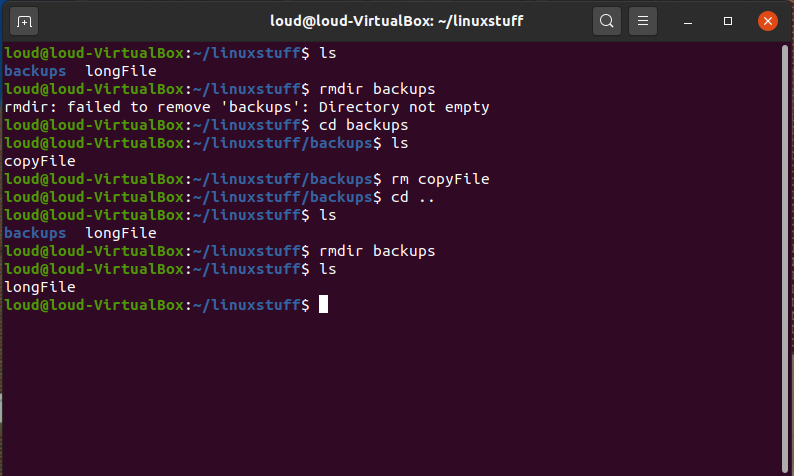 loud@loud-VirtualBox: ~/linuxstuff
loud@loud-VirtualBox:~/linuxstuff$ ls
backups  longFile
loud@loud-VirtualBox:~/linuxstuff$ rmdir backups
rmdir: failed to remove 'backups': Directory not empty
loud@loud-VirtualBox:~/linuxstuff$ cd backups
loud@loud-VirtualBox:~/linuxstuff/backups$ ls
copyFile
loud@loud-VirtualBox:~/linuxstuff/backups$ rm copyFile
loud@loud-VirtualBox:~/linuxstuff/backups$ cd ..
loud@loud-VirtualBox:~/linuxstuff$ ls
backups  longFile
loud@loud-VirtualBox:~/linuxstuff$ rmdir backups
loud@loud-VirtualBox:~/linuxstuff$ ls
longFile
loud@loud-VirtualBox:~/linuxstuff$